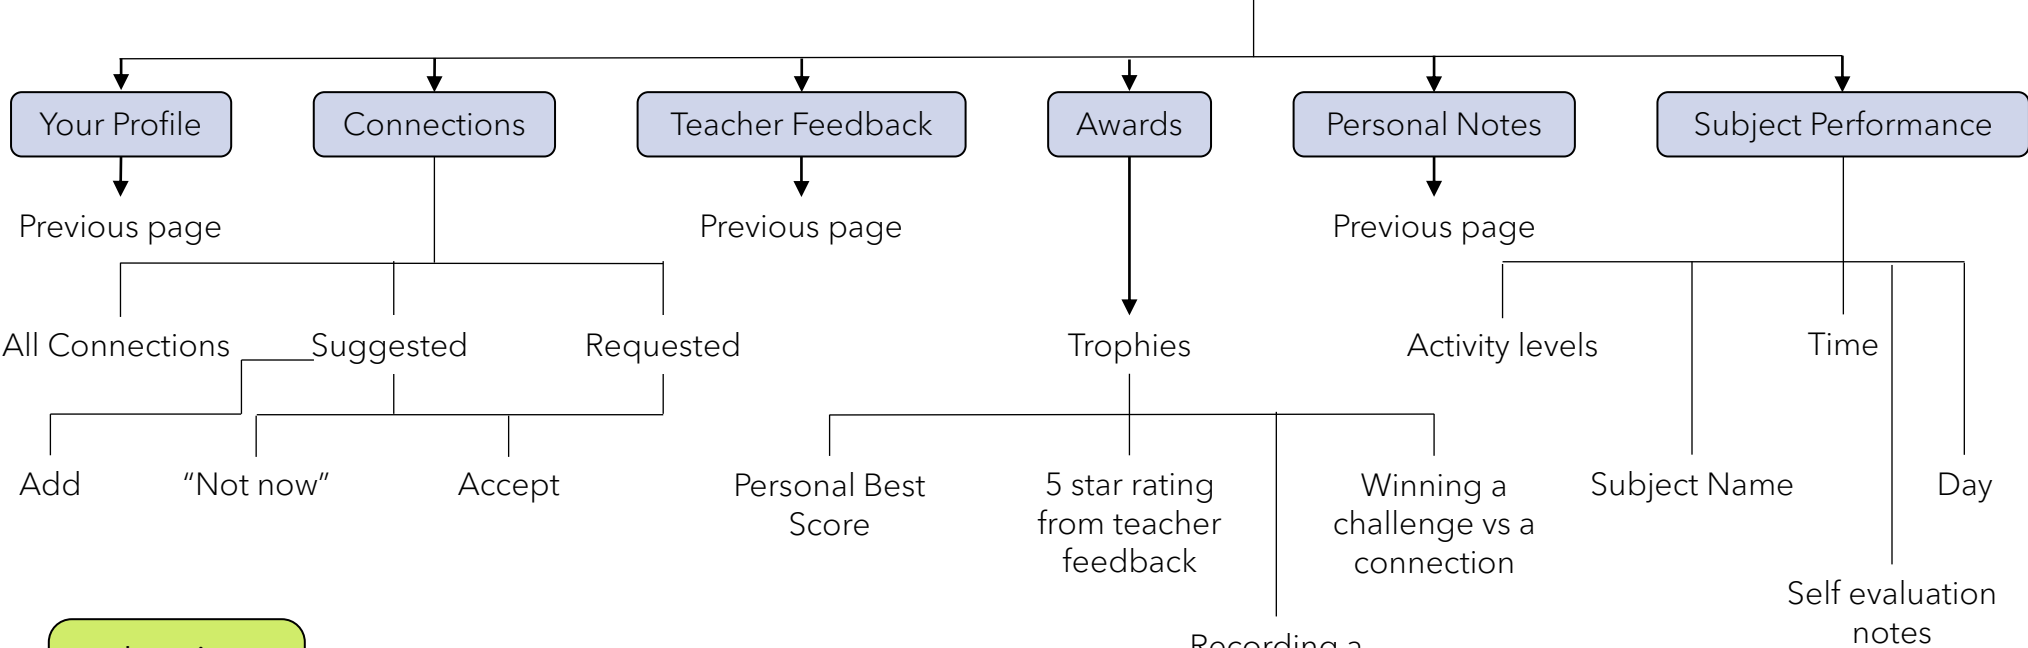 Your Profile
Connections
Teacher Feedback
Awards
Personal Notes
Subject Performance
Previous page
Previous page
Previous page
All Connections
Suggested
Requested
Trophies
Activity levels
Time
Add
“Not now”
Accept
Personal Best
Score
5 star rating
from teacher
feedback
Winning a
challenge vs a
connection
Subject Name
Day
Self evaluation
notes
Recording a